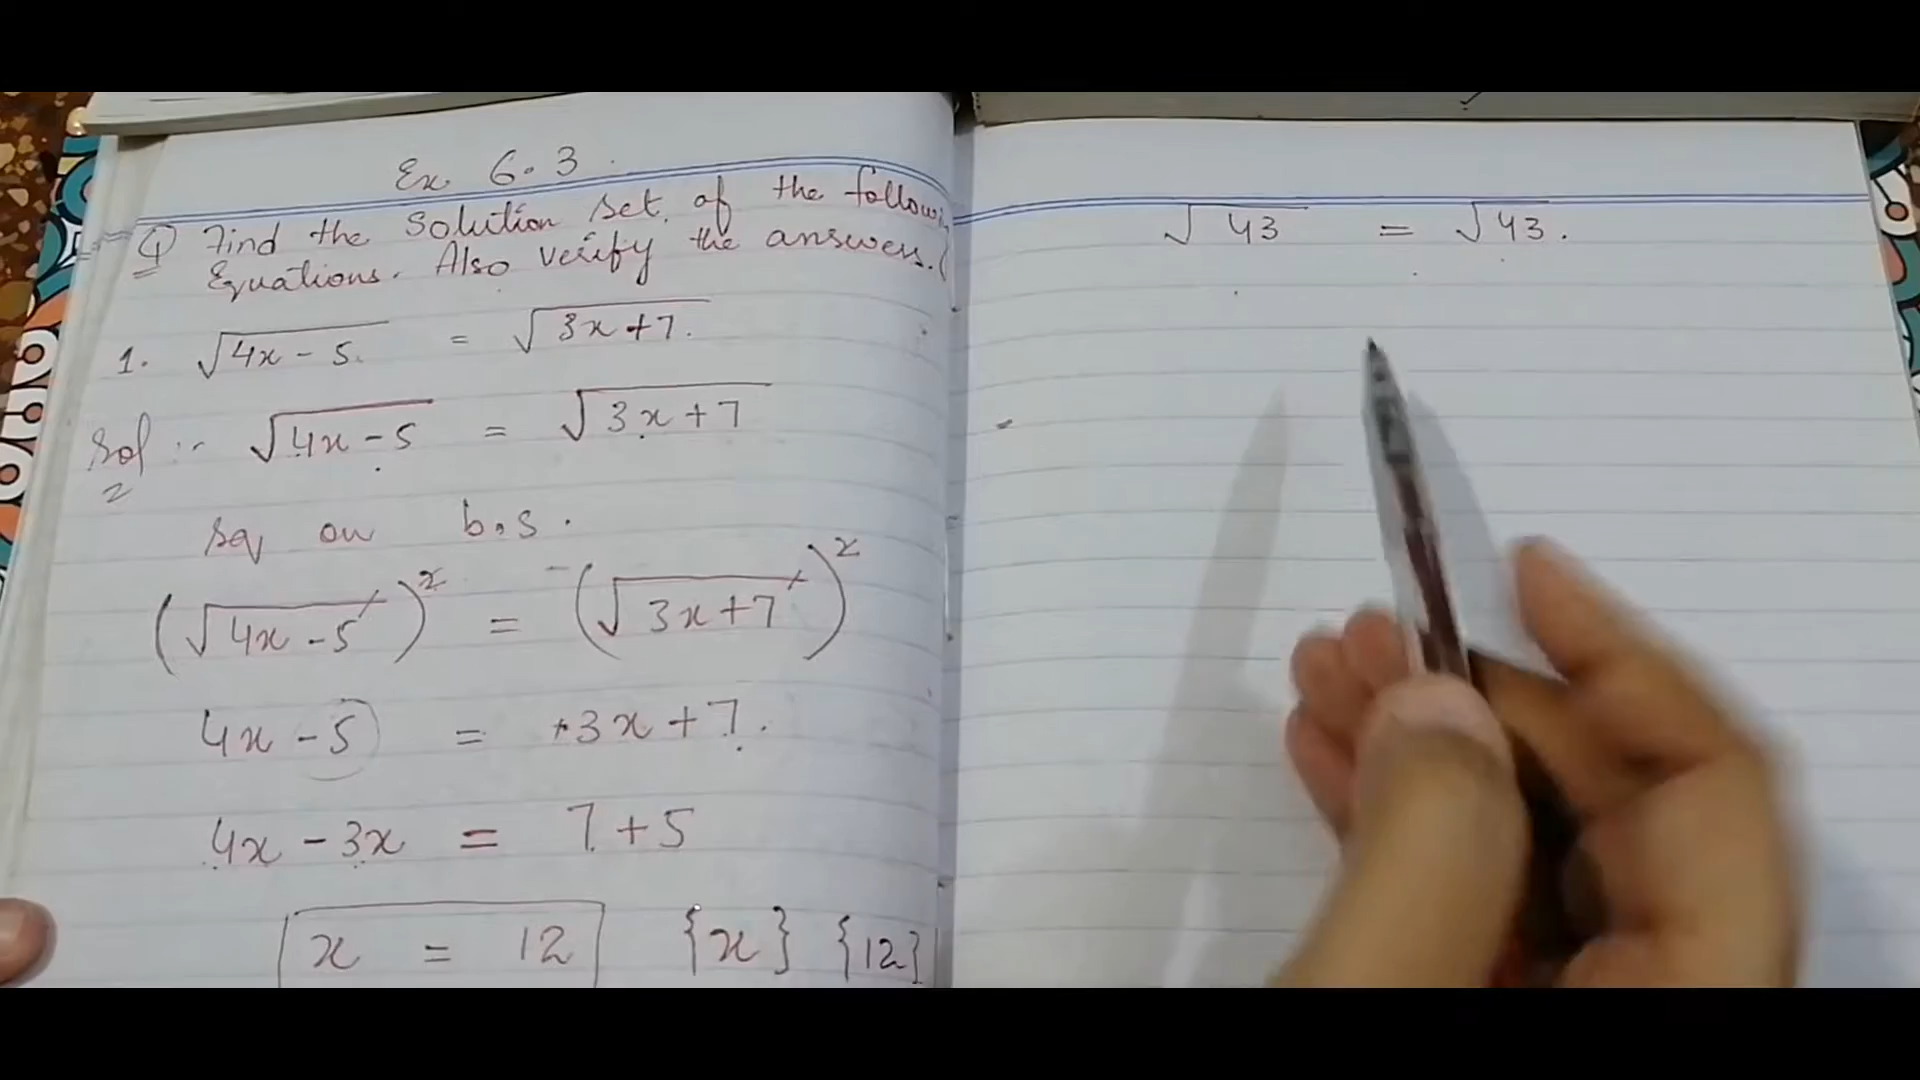 Ex. 6.3
Q Find the Solution Set of the followin
Equations. Also verify the answers.
1. √4x - 5 = √3x + 7.
Sol :- √4x - 5 = √3x + 7
Sq on b.s.
(√4x - 5)² = (√3x + 7)²
4x - 5 = +3x + 7.
4x - 3x = 7 + 5
x = 12 {x} {12}
√43 = √43.